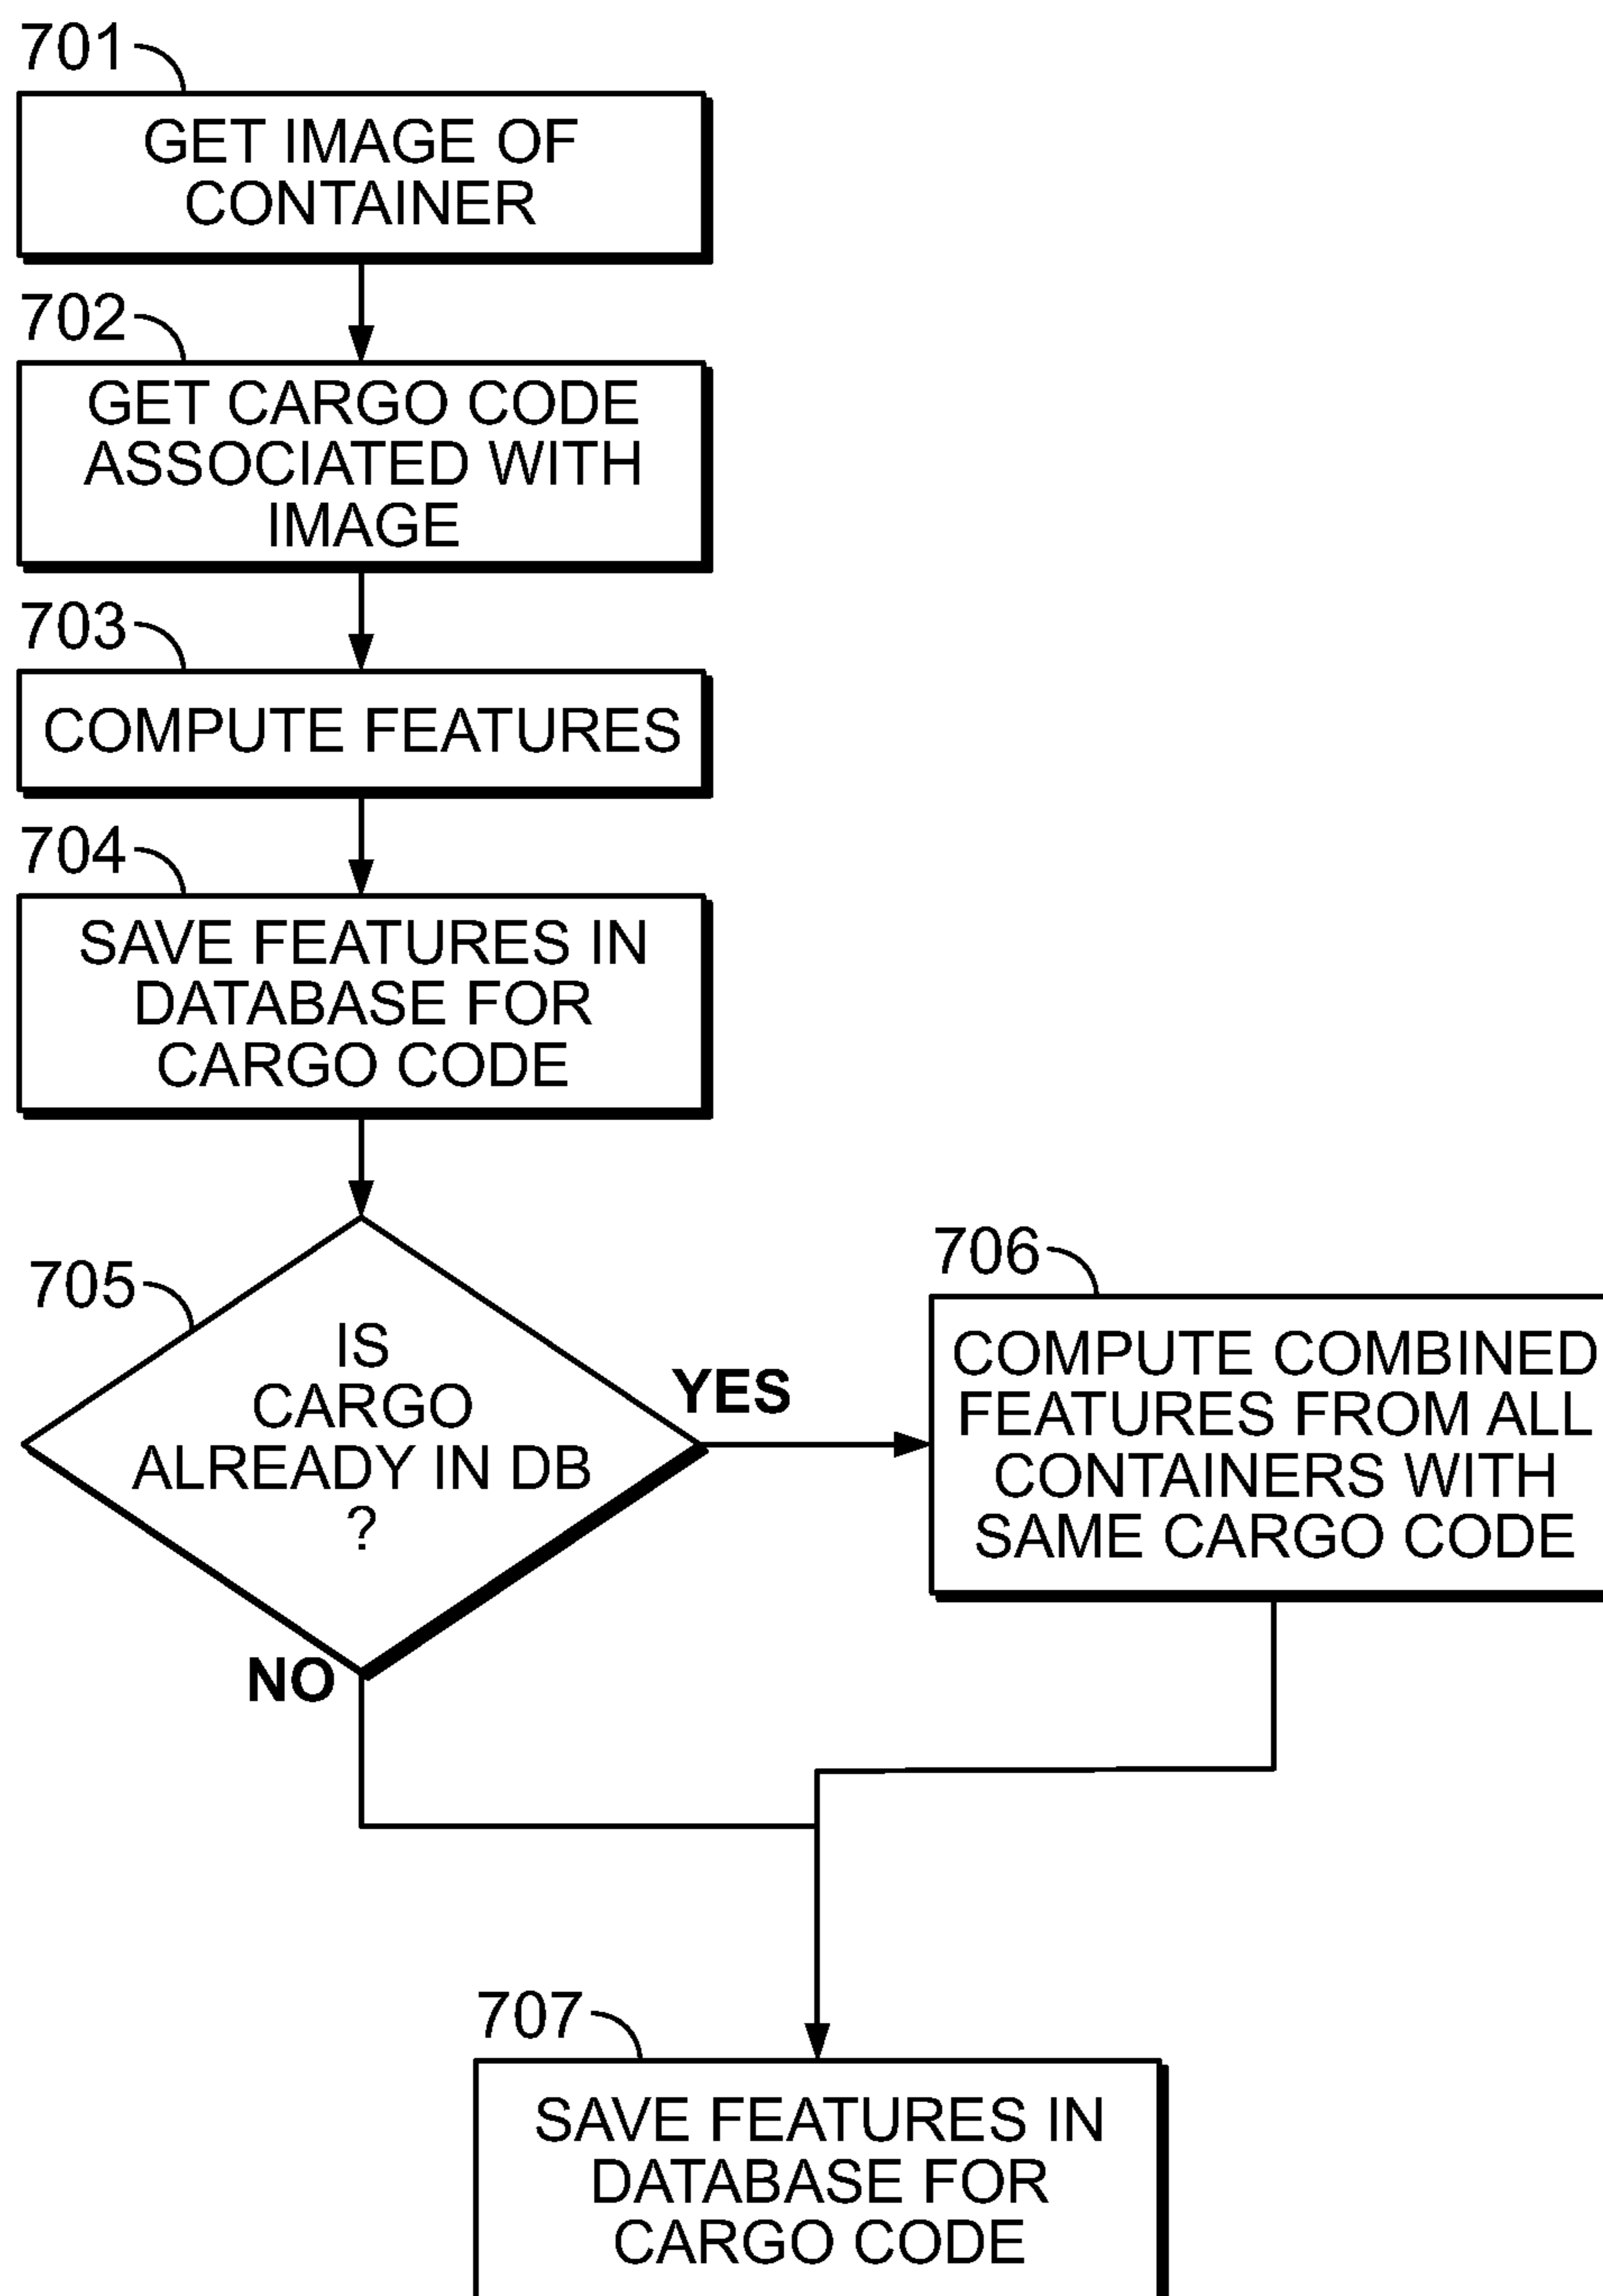 701
GET IMAGE OF
CONTAINER
702
GET CARGO CODE
ASSOCIATED WITH
IMAGE
703
COMPUTE FEATURES
704
SAVE FEATURES IN
DATABASE FOR
CARGO CODE
705
IS
CARGO
ALREADY IN DB
?
YES
NO
706
COMPUTE COMBINED
FEATURES FROM ALL
CONTAINERS WITH
SAME CARGO CODE
707
SAVE FEATURES IN
DATABASE FOR
CARGO CODE